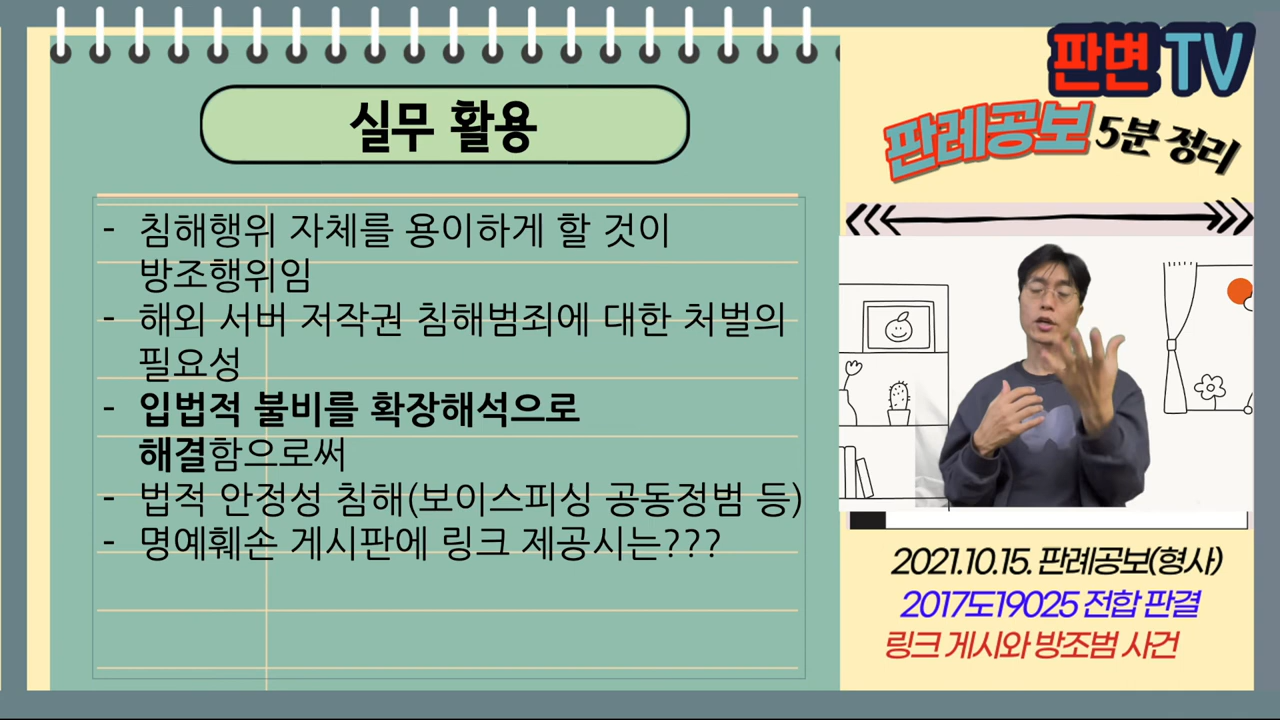 실무 활용
- 침해행위 자체를 용이하게 할 것이
방조행위임
- 해외 서버 저작권 침해범죄에 대한 처벌의
필요성
- 입법적 불비를 확장해석으로
해결함으로써
- 법적 안정성 침해(보이스피싱 공동정범 등)
- 명예훼손 게시판에 링크 제공시는???
판변 TV
판례공보 5분 정리
2021.10.15. 판례공보(형사)
2017도19025 전합 판결
링크 게시와 방조범 사건